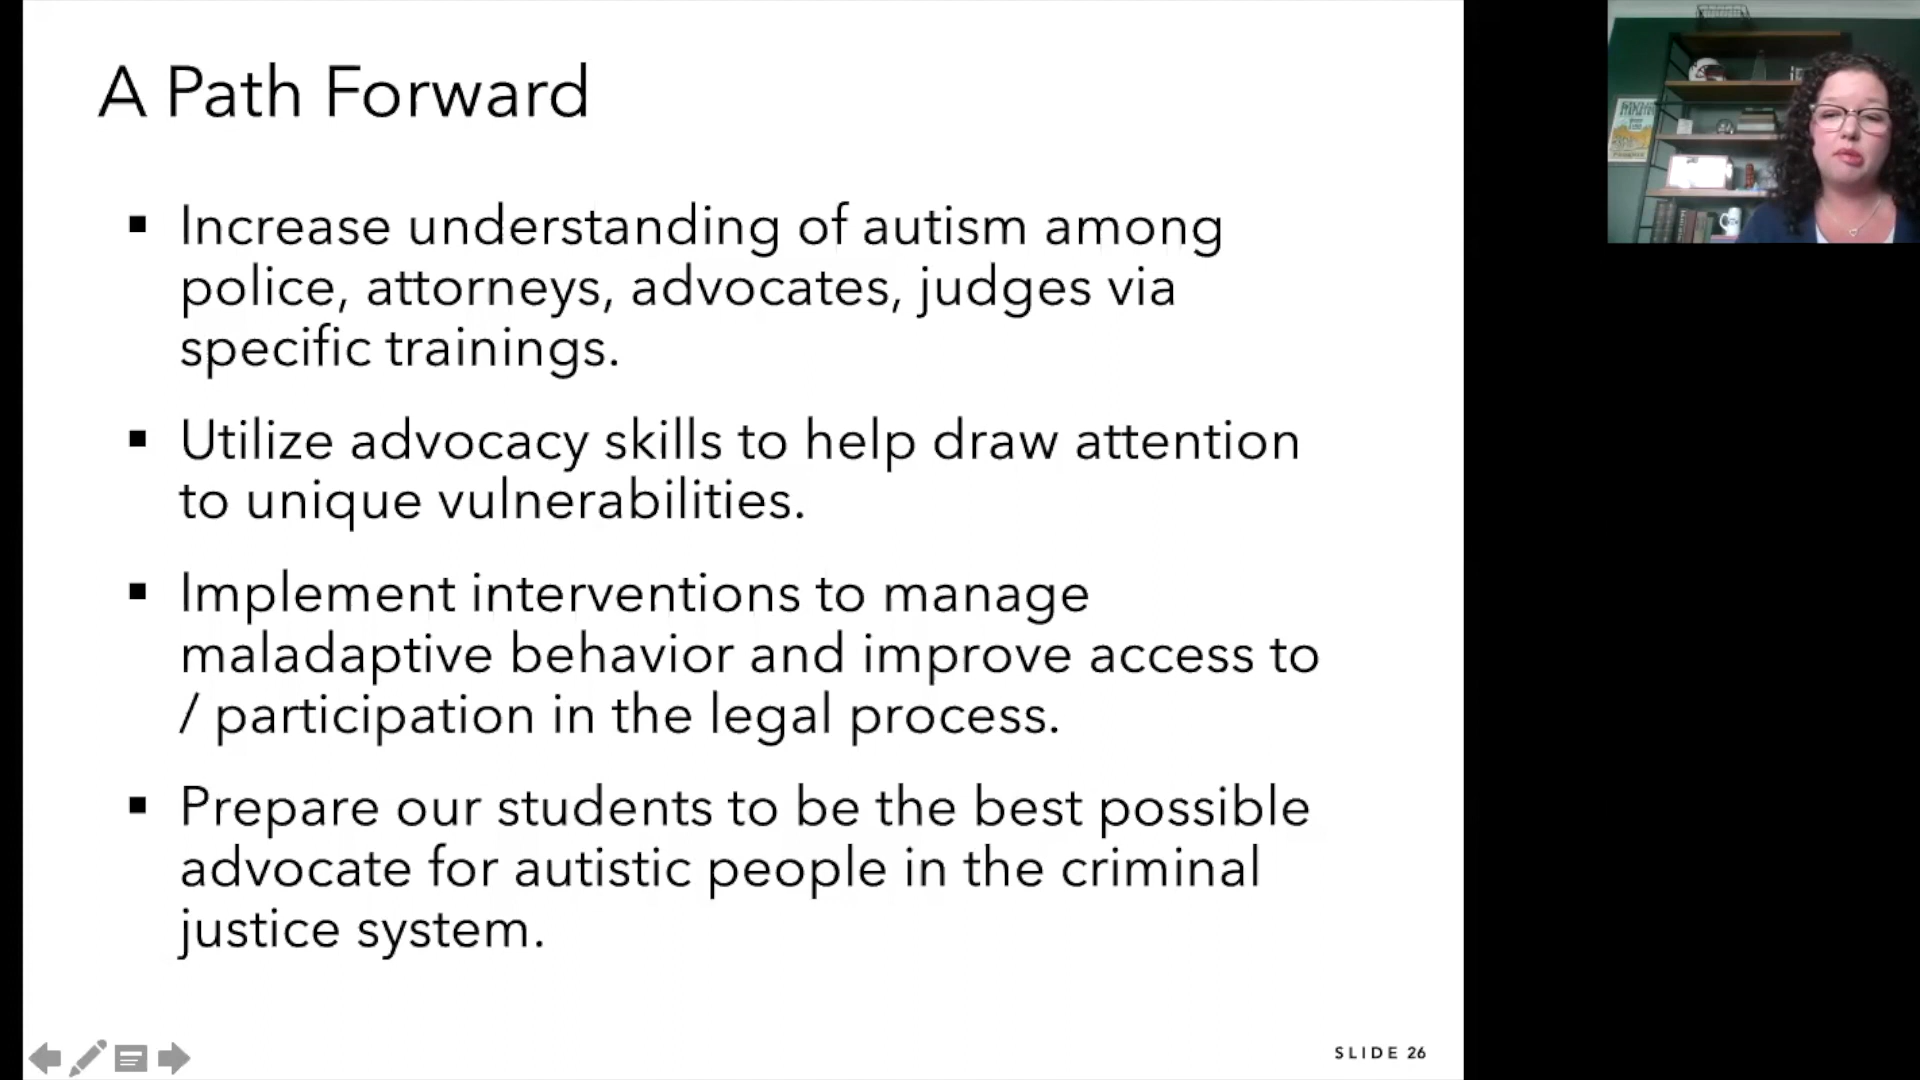 A Path Forward
▪ Increase understanding of autism among
police, attorneys, advocates, judges via
specific trainings.
▪ Utilize advocacy skills to help draw attention
to unique vulnerabilities.
▪ Implement interventions to manage
maladaptive behavior and improve access to
/ participation in the legal process.
▪ Prepare our students to be the best possible
advocate for autistic people in the criminal
justice system.
SLIDE 26